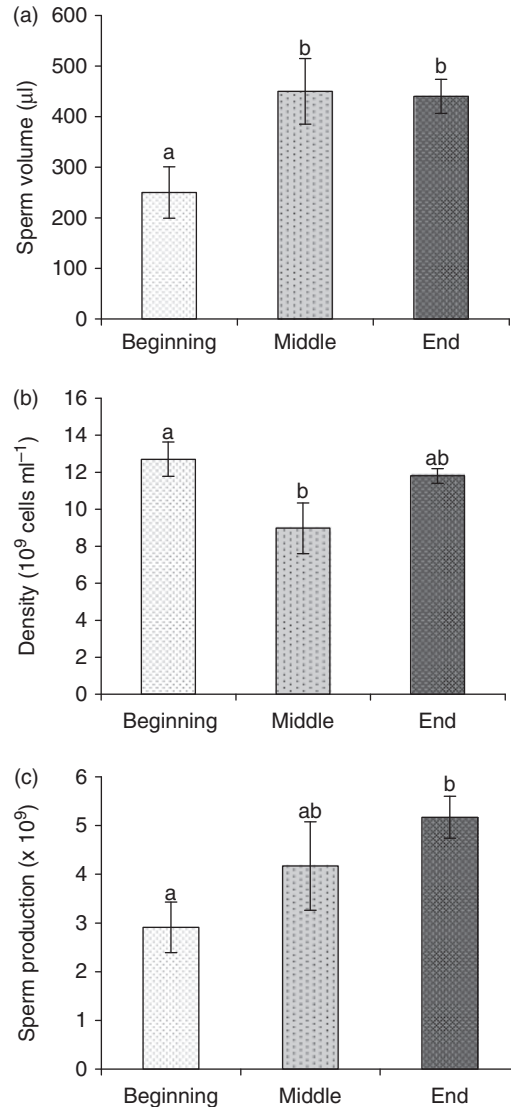 (a)
600
500
400
300
200
100
0
Sperm volume (µl)
a
b
b
Beginning Middle End
(b)
16
14
12
10
8
6
4
2
0
Density (10⁹ cells ml⁻¹)
a
b
ab
Beginning Middle End
(c)
6
5
4
3
2
1
0
Sperm production (x 10⁹)
a
ab
b
Beginning Middle End